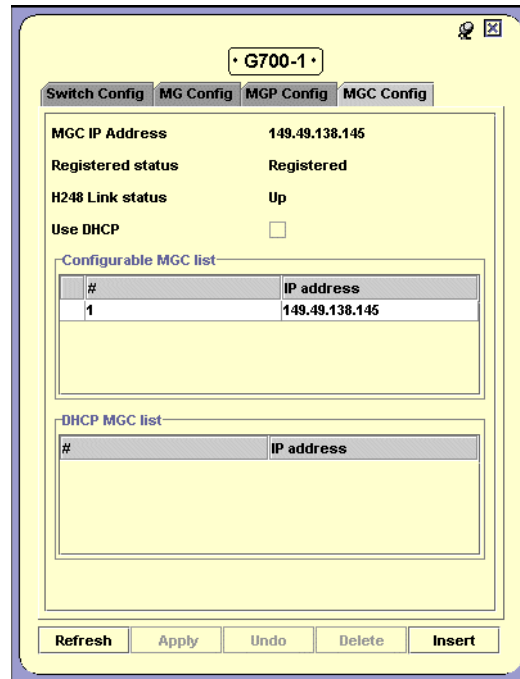 • G700-1 •
Switch Config MG Config MGP Config MGC Config
MGC IP Address 149.49.138.145
Registered status Registered
H248 Link status Up
Use DHCP
Configurable MGC list
# IP address
1 149.49.138.145
DHCP MGC list
# IP address
Refresh Apply Undo Delete Insert